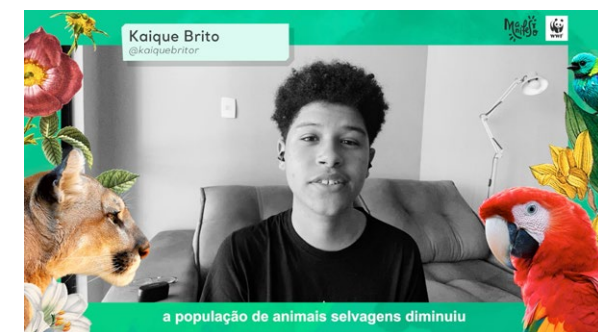 Kaique Brito
@kaiquebritor
WWF
a população de animais selvagens diminuiu